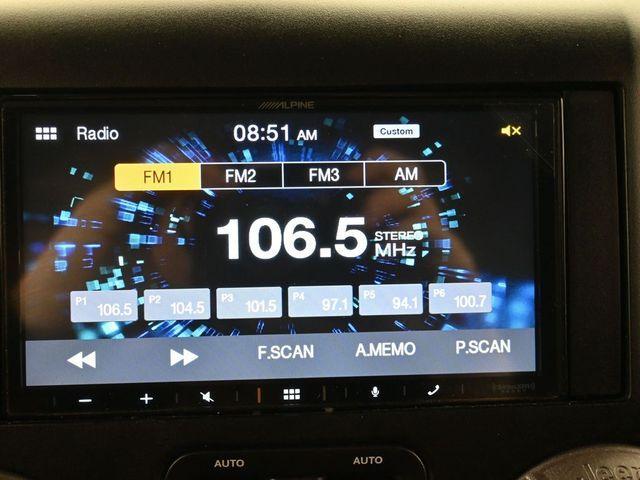 ALPINE
Radio 08:51 AM Custom
FM1 FM2 FM3 AM
106.5 STEREO MHz
P1 106.5 P2 104.5 P3 101.5 P4 97.1 P5 94.1 P6 100.7
F.SCAN A.MEMO P.SCAN
AUTO AUTO
Jeep